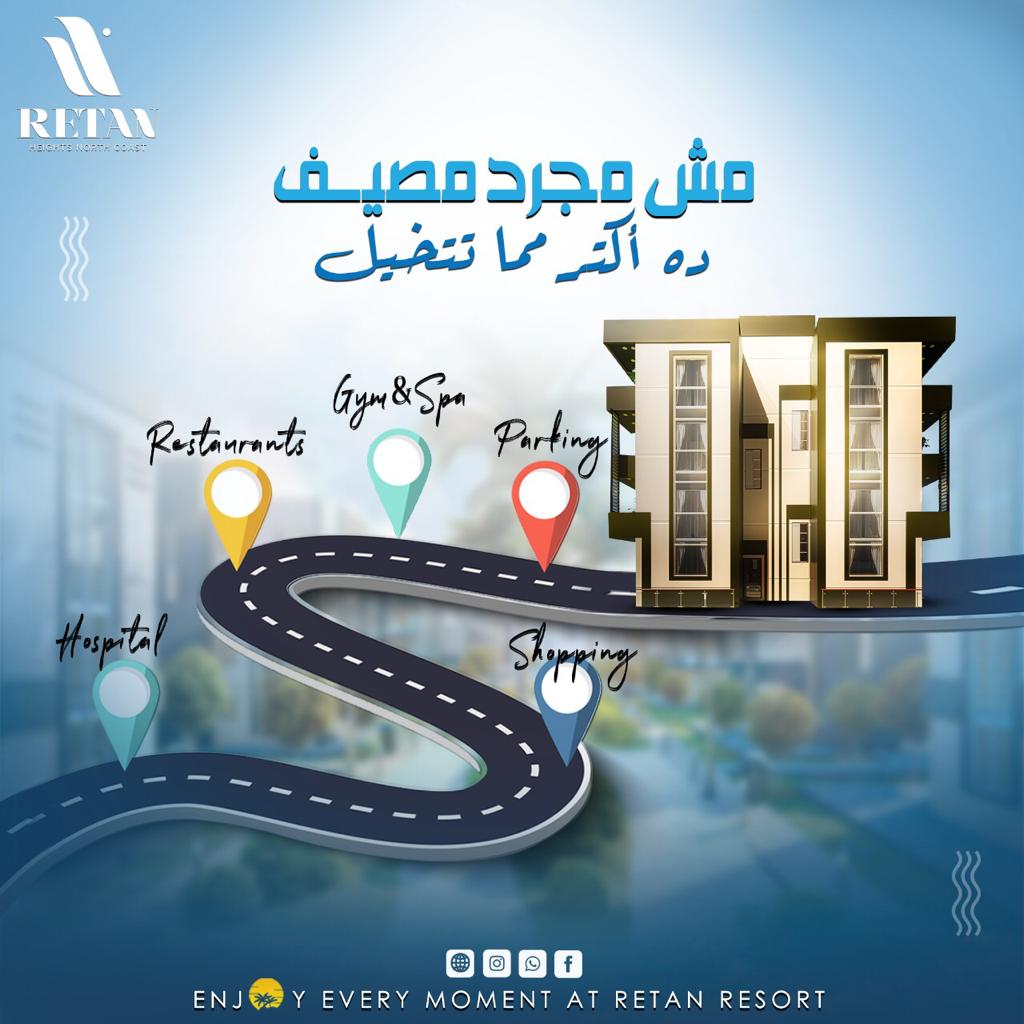 RETAN
HEIGHTS NORTH COAST
مش مجرد مصيف
ده أكتر مما تتخيل
Gym&Spa
Restaurants
Parking
Hospital
Shopping
ENJOY EVERY MOMENT AT RETAN RESORT